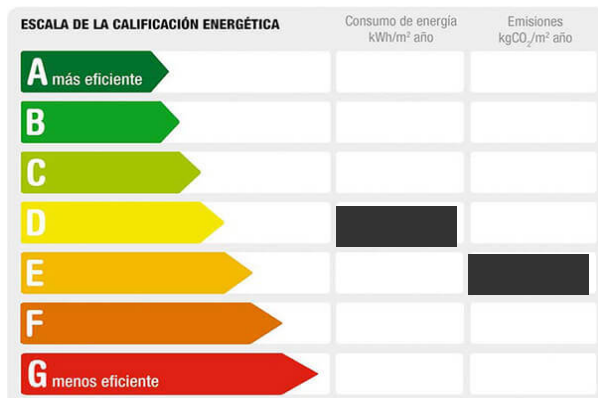 ESCALA DE LA CALIFICACIÓN ENERGÉTICA
Consumo de energía
kWh/m² año
Emisiones
kgCO₂/m² año
A más eficiente
B
C
D
E
F
G menos eficiente